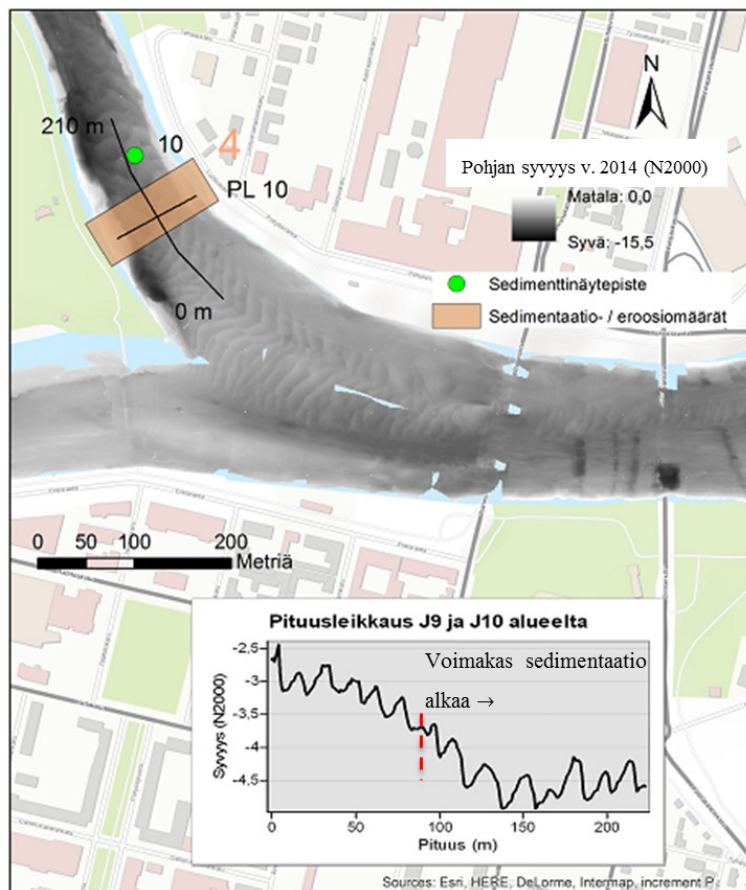 N
210 m
10
4
PL 10
Pohjan syvyys v. 2014 (N2000)
Matala: 0,0
Syvä: -15,5
Sedimenttinäytepiste
0 m
Sedimentaatio- / eroosiomäärät
0 50 100 200
Metriä
Pituusleikkaus J9 ja J10 alueelta
Voimakas sedimentaatio
alkaa →
Syvyys (N2000)
-2.5
-3
-3.5
-4
-4.5
0 50 100 150 200
Pituus (m)
Sources: Esri, HERE, DeLorme, Intermap, increment P